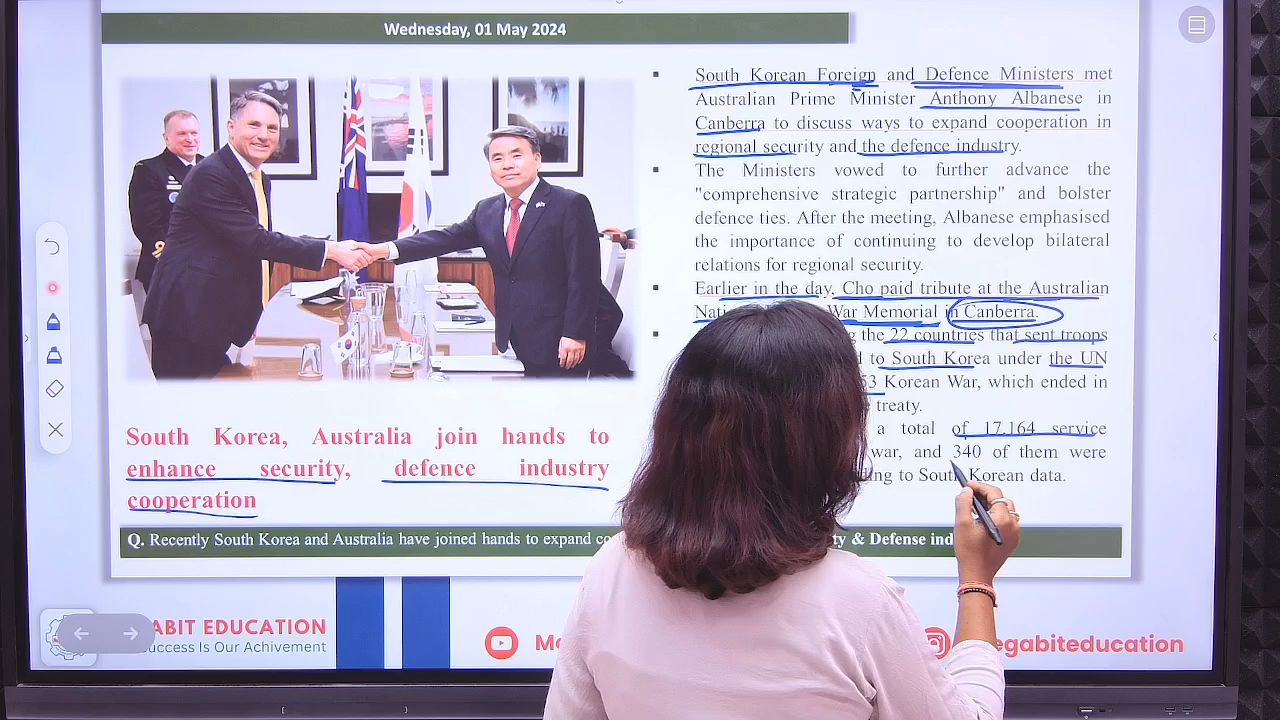 Wednesday, 01 May 2024
South Korean Foreign and Defence Ministers met
Australian Prime Minister Anthony Albanese in
Canberra to discuss ways to expand cooperation in
regional security and the defence industry.
The Ministers vowed to further advance the
"comprehensive strategic partnership" and bolster
defence ties. After the meeting, Albanese emphasised
the importance of continuing to develop bilateral
relations for regional security.
Earlier in the day, Cho paid tribute at the Australian
War Memorial in Canberra.
the 22 countries that sent troops
to South Korea under the UN
53 Korean War, which ended in
treaty.
a total of 17,164 service
war, and 340 of them were
to South Korean data.
South Korea, Australia join hands to
enhance security, defence industry
cooperation
Q. Recently South Korea and Australia have joined hands to expand
& Defense
ABIT EDUCATION
Success Is Our Achivement
egabiteducation